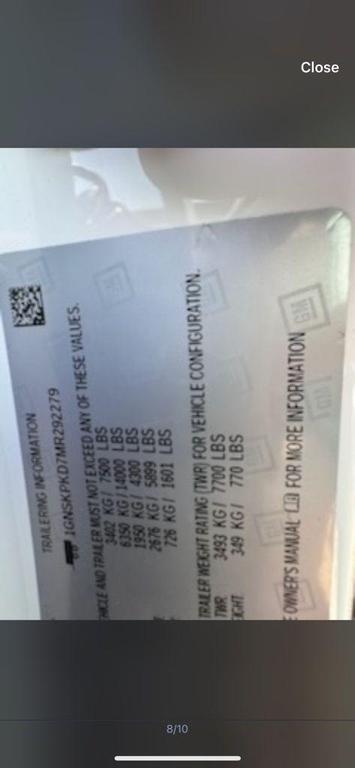 Close
TRAILERING INFORMATION
1GNSKPKD7MR292279
AND TRAILER MUST NOT EXCEED ANY OF THESE VALUES.
3402 KG / 7500 LBS
6350 KG / 14000 LBS
1950 KG / 4300 LBS
2676 KG / 5899 LBS
726 KG / 1601 LBS
TRAILER WEIGHT RATING (TWR) FOR VEHICLE CONFIGURATION.
TWR 3493 KG / 7700 LBS
349 KG / 770 LBS
OWNER'S MANUAL FOR MORE INFORMATION
GM
8/10